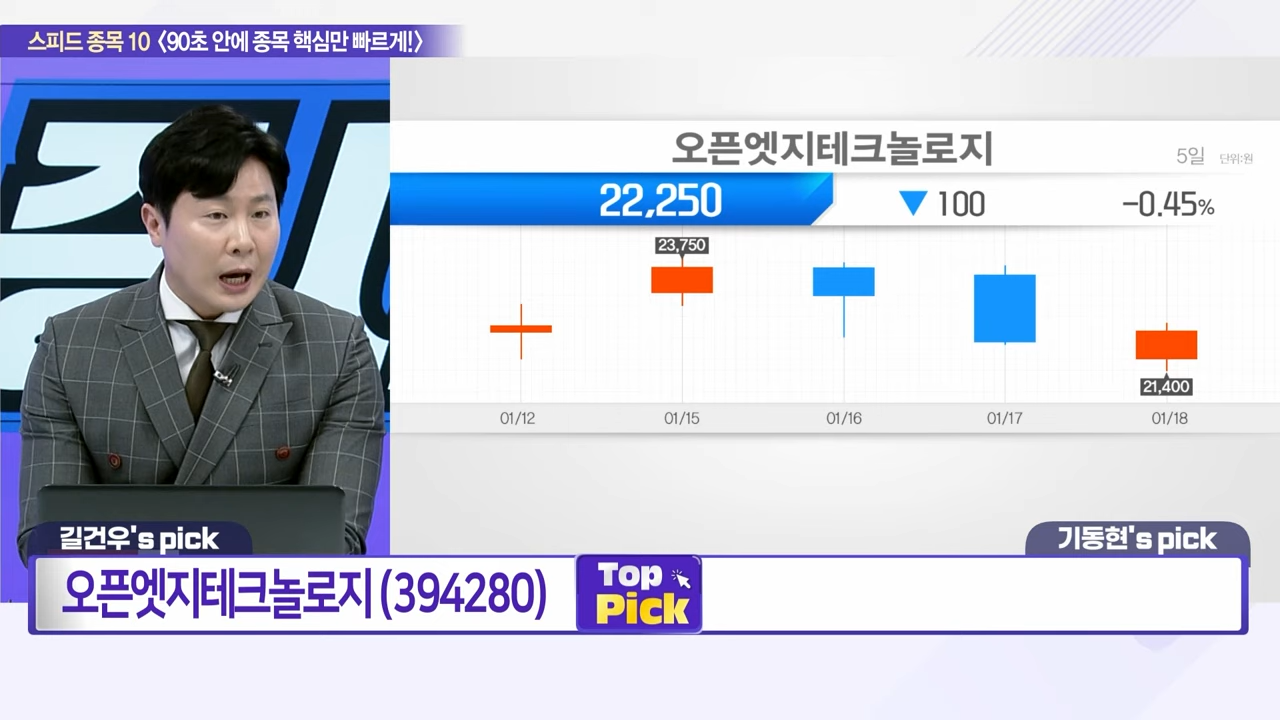 스피드 종목 10 〈90초 안에 종목 핵심만 빠르게!〉
오픈엣지테크놀로지
5일 단위:원
22,250 ▼ 100 -0.45%
23,750
21,400
01/12 01/15 01/16 01/17 01/18
길건우's pick
기동현's pick
오픈엣지테크놀로지 (394280)
Top
Pick